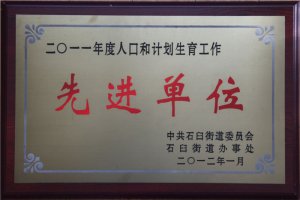 二〇一一年度人口和计划生育工作
先进单位
中共石臼街道委员会
石臼街道办事处
二〇一二年一月